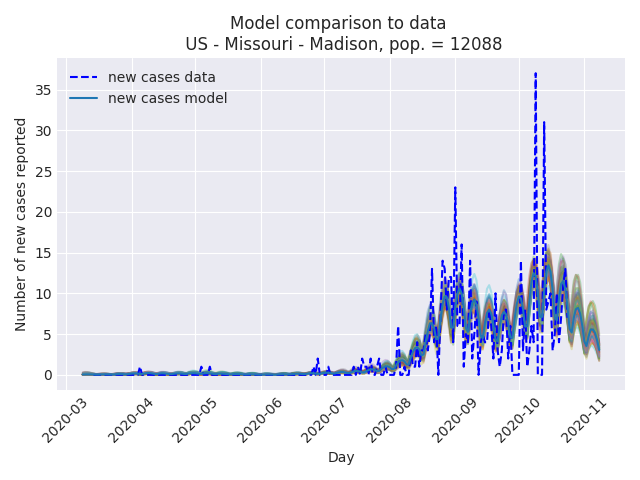 Model comparison to data
US - Missouri - Madison, pop. = 12088
new cases data
new cases model
Number of new cases reported
35
30
25
20
15
10
5
0
2020-03
2020-04
2020-05
2020-06
2020-07
2020-08
2020-09
2020-10
2020-11
Day